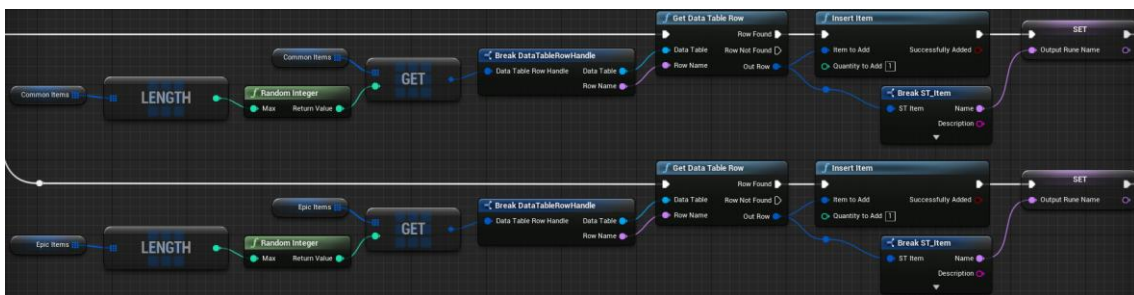 Get Data Table Row
Insert Item
SET
Row Found
Common Items
Break DataTableRowHandle
Data Table
Row Not Found
Item to Add
Successfully Added
Output Rune Name
GET
Data Table Row Handle
Data Table
Row Name
Out Row
Quantity to Add 1
Row Name
Common Items
LENGTH
Random Integer
Break ST_Item
Max
Return Value
ST Item
Name
Description
Get Data Table Row
Insert Item
SET
Row Found
Epic Items
Break DataTableRowHandle
Data Table
Row Not Found
Item to Add
Successfully Added
Output Rune Name
GET
Data Table Row Handle
Data Table
Row Name
Out Row
Quantity to Add 1
Row Name
Epic Items
LENGTH
Random Integer
Break ST_Item
Max
Return Value
ST Item
Name
Description